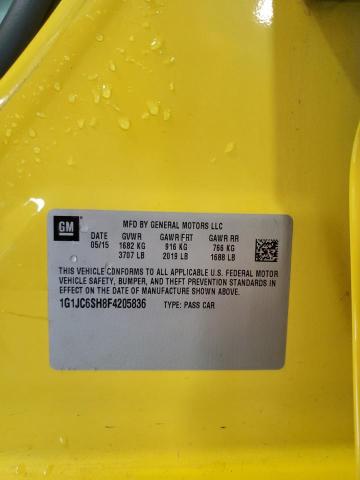 GM
MFD BY GENERAL MOTORS LLC
DATE GVWR GAWR FRT GAWR RR
05/15 1682 KG 916 KG 766 KG
3707 LB 2019 LB 1688 LB
THIS VEHICLE CONFORMS TO ALL APPLICABLE U.S. FEDERAL MOTOR
VEHICLE SAFETY, BUMPER, AND THEFT PREVENTION STANDARDS IN
EFFECT ON THE DATE OF MANUFACTURE SHOWN ABOVE.
1G1JC6SH8F4205836 TYPE: PASS CAR